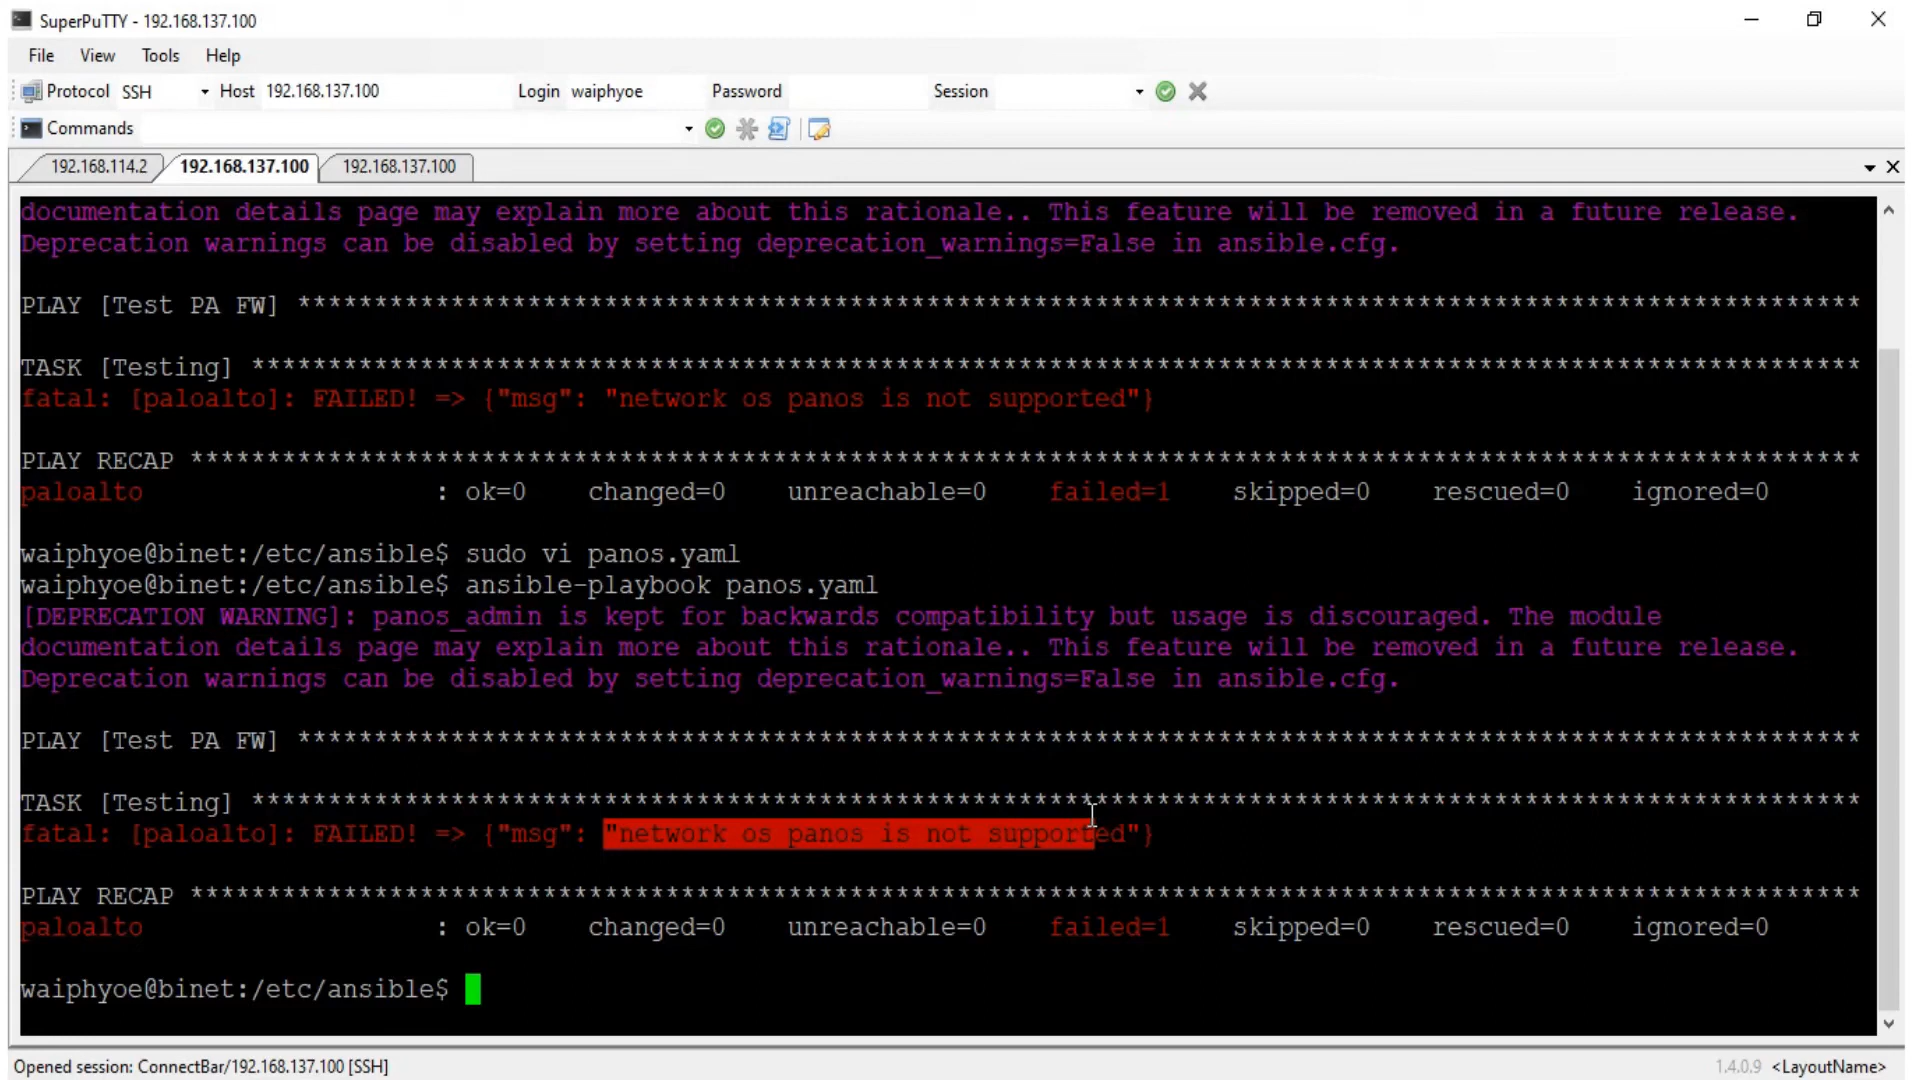 SuperPuTTY - 192.168.137.100
File View Tools Help
Protocol SSH Host 192.168.137.100 Login waiphyoe Password Session
Commands
192.168.114.2 192.168.137.100 192.168.137.100
documentation details page may explain more about this rationale.. This feature will be removed in a future release.
Deprecation warnings can be disabled by setting deprecation_warnings=False in ansible.cfg.
PLAY [Test PA FW] ******************************************************************************************************
TASK [Testing] *********************************************************************************************************
fatal: [paloalto]: FAILED! => {"msg": "network os panos is not supported"}
PLAY RECAP *************************************************************************************************************
paloalto : ok=0 changed=0 unreachable=0 failed=1 skipped=0 rescued=0 ignored=0
waiphyoe@binet:/etc/ansible$ sudo vi panos.yaml
waiphyoe@binet:/etc/ansible$ ansible-playbook panos.yaml
[DEPRECATION WARNING]: panos_admin is kept for backwards compatibility but usage is discouraged. The module
documentation details page may explain more about this rationale.. This feature will be removed in a future release.
Deprecation warnings can be disabled by setting deprecation_warnings=False in ansible.cfg.
PLAY [Test PA FW] ******************************************************************************************************
TASK [Testing] *********************************************************************************************************
fatal: [paloalto]: FAILED! => {"msg": "network os panos is not supported"}
PLAY RECAP *************************************************************************************************************
paloalto : ok=0 changed=0 unreachable=0 failed=1 skipped=0 rescued=0 ignored=0
waiphyoe@binet:/etc/ansible$
Opened session: ConnectBar/192.168.137.100 [SSH] 1.4.0.9 <LayoutName>